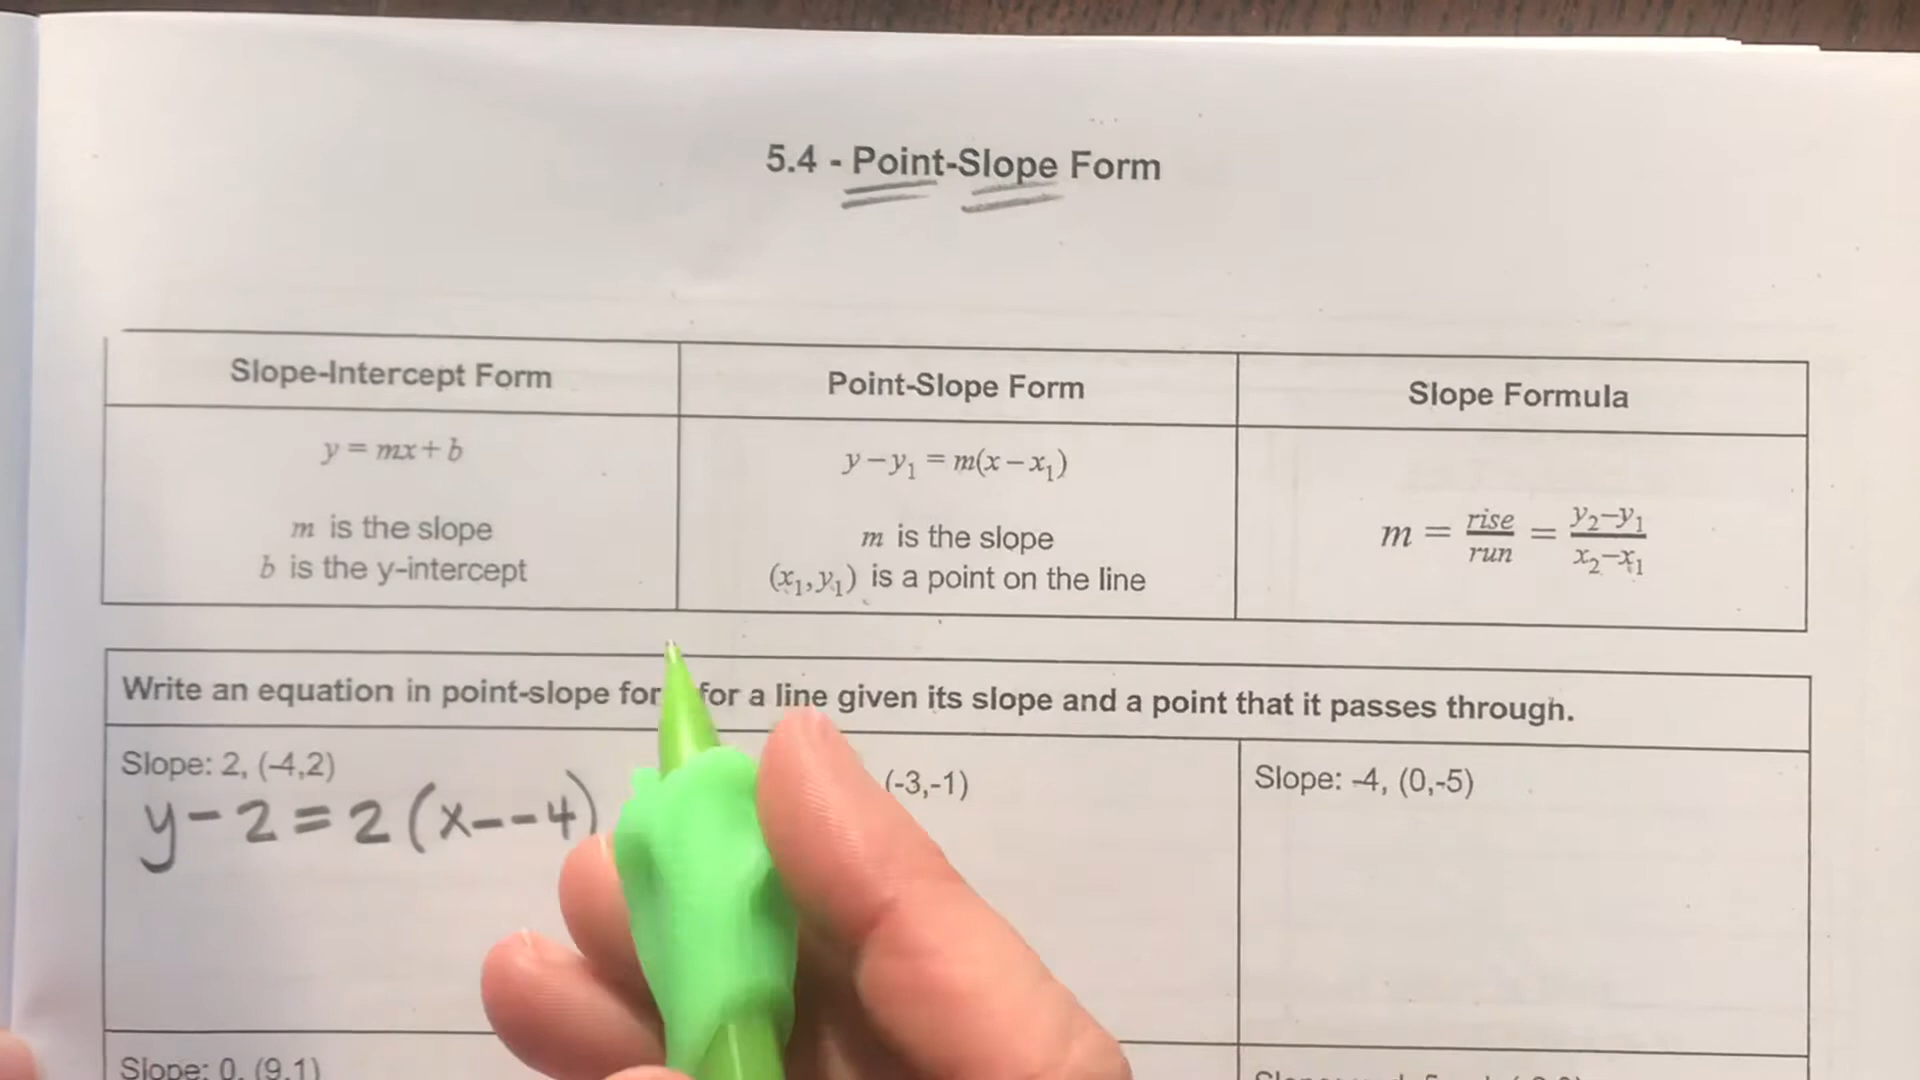 5.4 - Point-Slope Form
Slope-Intercept Form
y = mx + b
m is the slope
b is the y-intercept
Point-Slope Form
y − y₁ = m(x − x₁)
m is the slope
(x₁, y₁) is a point on the line
Slope Formula
m = rise/run = y₂−y₁/x₂−x₁
Write an equation in point-slope for for a line given its slope and a point that it passes through.
Slope: 2, (-4,2)
y - 2 = 2 (x - - 4)
(-3,-1)
Slope: -4, (0,-5)
Slope: 0, (9,1)